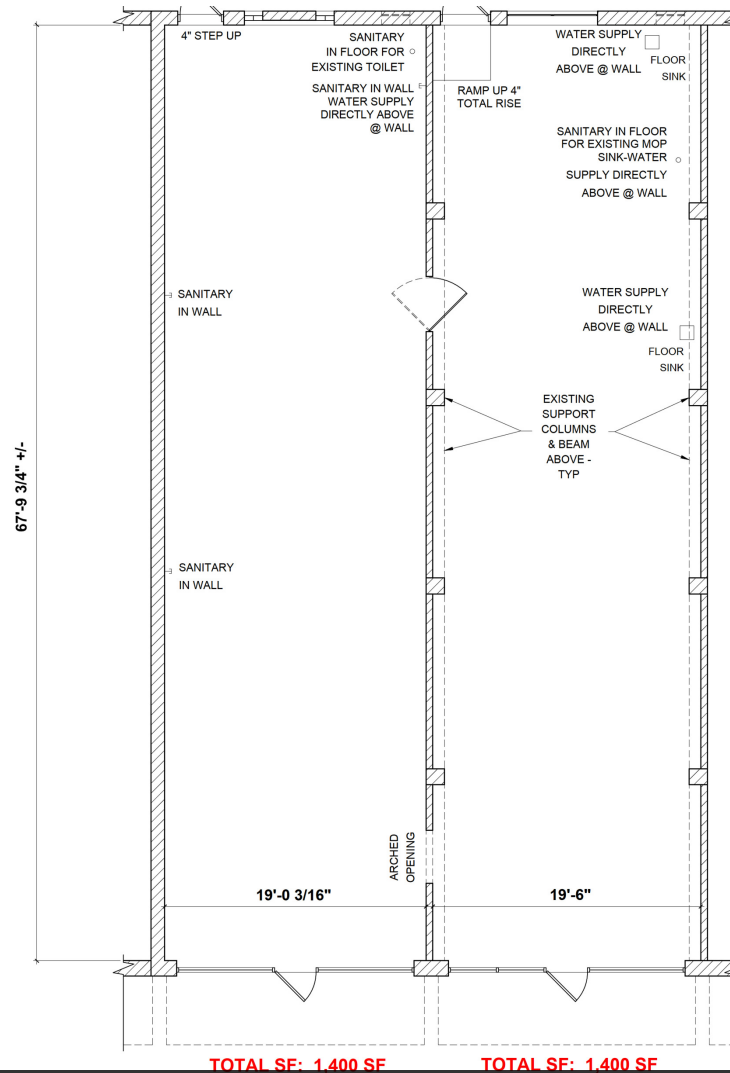 4" STEP UP
SANITARY
IN FLOOR FOR
EXISTING TOILET
SANITARY IN WALL
WATER SUPPLY
DIRECTLY ABOVE
@ WALL
RAMP UP 4"
TOTAL RISE
WATER SUPPLY
DIRECTLY
ABOVE @ WALL
FLOOR
SINK
SANITARY IN FLOOR
FOR EXISTING MOP
SINK-WATER
SUPPLY DIRECTLY
ABOVE @ WALL
SANITARY
IN WALL
WATER SUPPLY
DIRECTLY
ABOVE @ WALL
FLOOR
SINK
EXISTING
SUPPORT
COLUMNS
& BEAM
ABOVE -
TYP
67'-9 3/4" +/-
SANITARY
IN WALL
ARCHED
OPENING
19'-0 3/16"
19'-6"
TOTAL SF: 1,400 SF
TOTAL SF: 1,400 SF